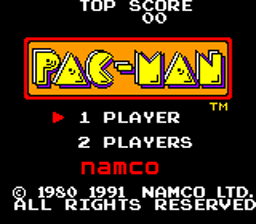 TOP SCORE
00
PAC-MAN
TM
1 PLAYER
2 PLAYERS
namco
© 1980 1991 NAMCO LTD.
ALL RIGHTS RESERVED